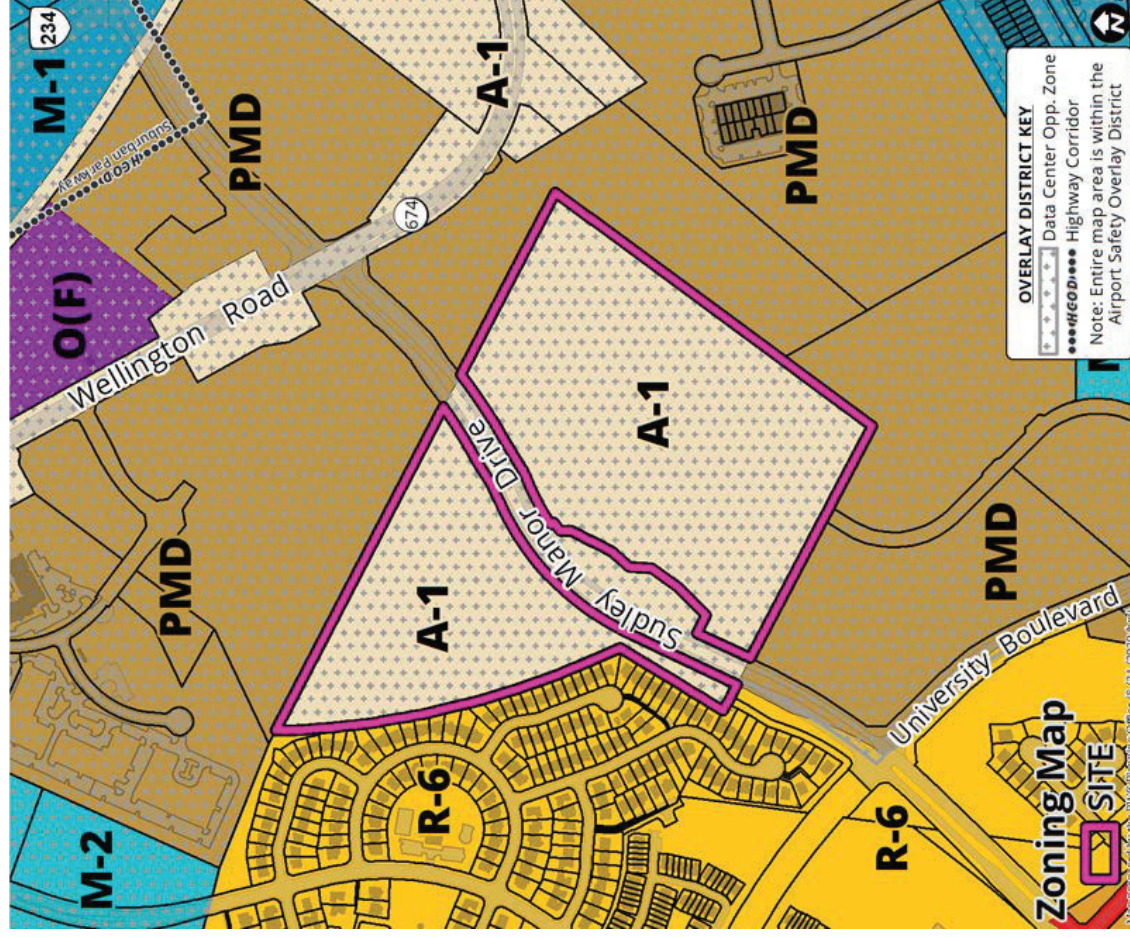 M-1
234
HCOD
Suburban Parkway
O(F)
PMD
A-1
674
Wellington Road
PMD
M-2
A-1
Sudley Manor Drive
A-1
PMD
R-6
R-6
PMD
University Boulevard
Zoning Map
SITE
OVERLAY DISTRICT KEY
Data Center Opp. Zone
HCOD Highway Corridor
Note: Entire map area is within the
Airport Safety Overlay District
N